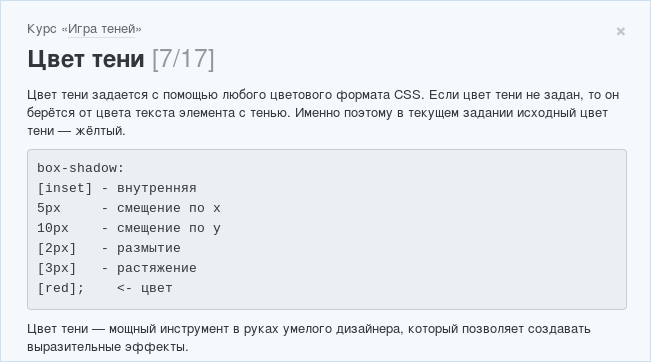 Курс «Игра теней»
×
Цвет тени [7/17]
Цвет тени задается с помощью любого цветового формата CSS. Если цвет тени не задан, то он
берётся от цвета текста элемента с тенью. Именно поэтому в текущем задании исходный цвет
тени — жёлтый.
box-shadow:
[inset] - внутренняя
5px     - смещение по x
10px    - смещение по y
[2px]   - размытие
[3px]   - растяжение
[red];    <- цвет
Цвет тени — мощный инструмент в руках умелого дизайнера, который позволяет создавать
выразительные эффекты.